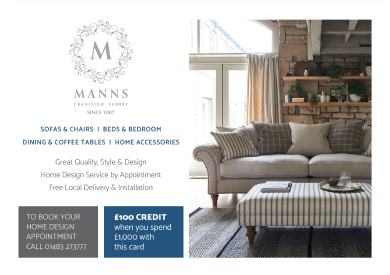 M
MANNS
CRANLEIGH · SURREY
SINCE 1887
SOFAS & CHAIRS | BEDS & BEDROOM
DINING & COFFEE TABLES | HOME ACCESSORIES
Great Quality, Style & Design
Home Design Service by Appointment
Free Local Delivery & Installation
TO BOOK YOUR
HOME DESIGN
APPOINTMENT
CALL 01483 273777
£100 CREDIT
when you spend
£1,000 with
this card